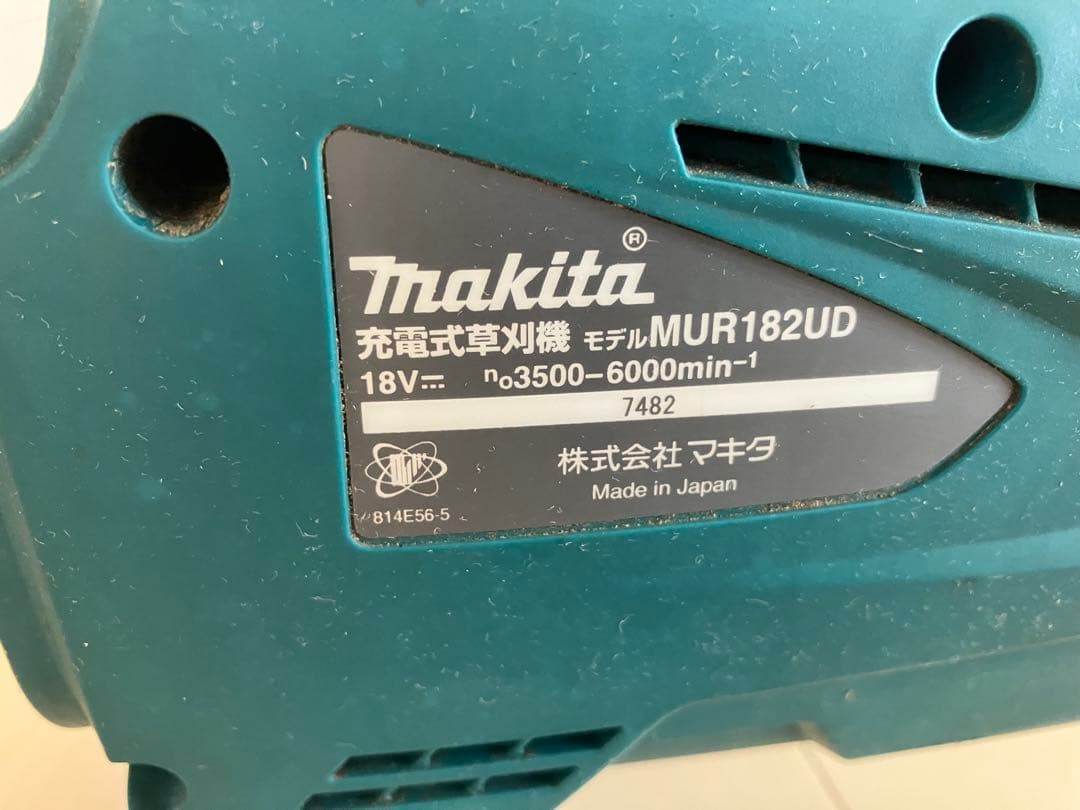 makita®
充電式草刈機 モデルMUR182UD
18V⎓ n₀3500-6000min⁻¹
7482
株式会社マキタ
Made in Japan
814E56-5